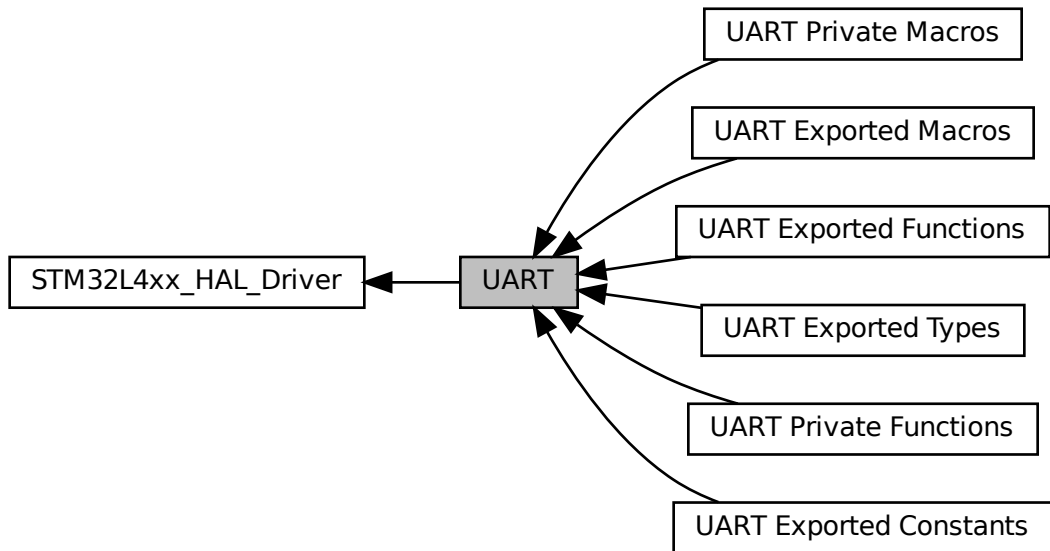 UART Private Macros
UART Exported Macros
UART Exported Functions
STM32L4xx_HAL_Driver
UART
UART Exported Types
UART Private Functions
UART Exported Constants